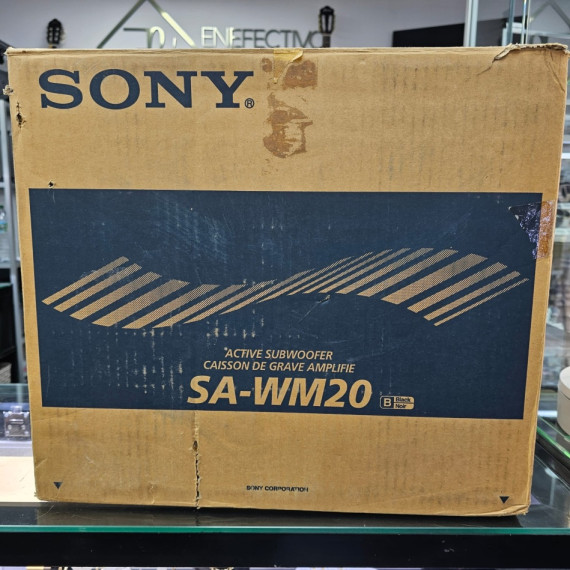 ENEFECTIVO
SONY®
ACTIVE SUBWOOFER
CAISSON DE GRAVE AMPLIFIE
SA-WM20
B Black
Noir
SONY CORPORATION